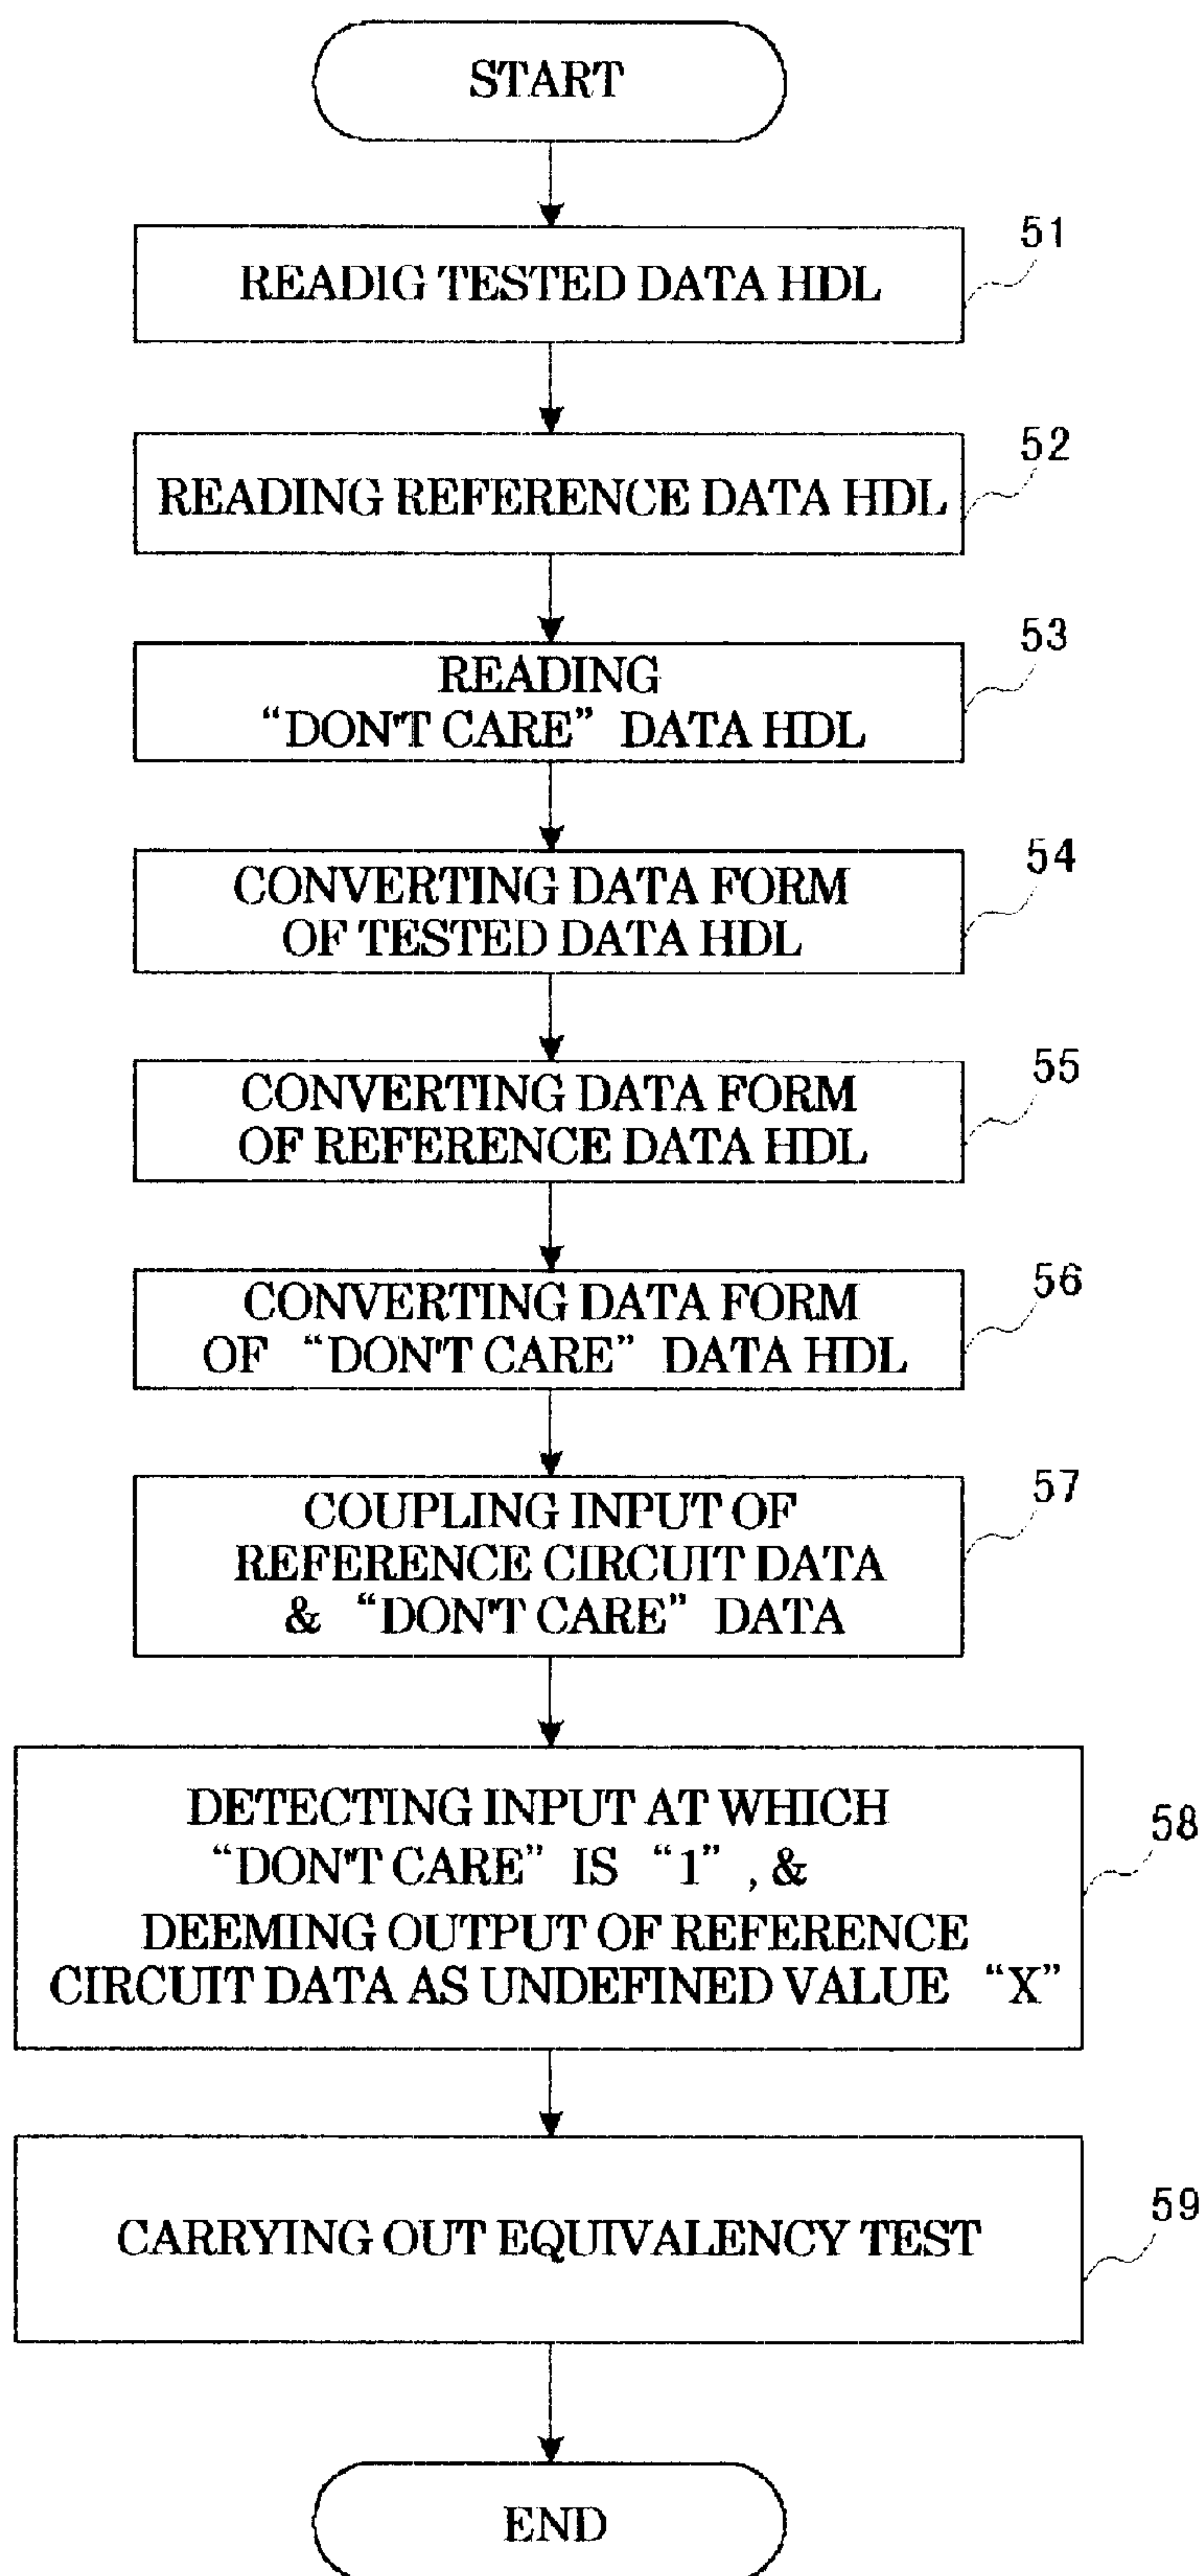 START
51
READIG TESTED DATA HDL
52
READING REFERENCE DATA HDL
53
READING
“DON'T CARE” DATA HDL
54
CONVERTING DATA FORM
OF TESTED DATA HDL
55
CONVERTING DATA FORM
OF REFERENCE DATA HDL
56
CONVERTING DATA FORM
OF “DON'T CARE” DATA HDL
57
COUPLING INPUT OF
REFERENCE CIRCUIT DATA
& “DON'T CARE” DATA
58
DETECTING INPUT AT WHICH
“DON'T CARE” IS “1” , &
DEEMING OUTPUT OF REFERENCE
CIRCUIT DATA AS UNDEFINED VALUE “X”
59
CARRYING OUT EQUIVALENCY TEST
END